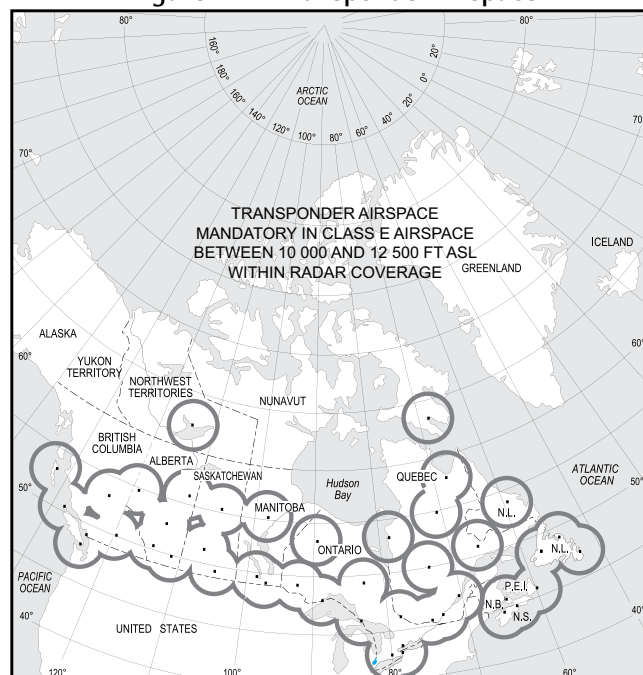 80°
80°
160°
180°
160°
140°
120°
100°
80°
60°
40°
20°
0°
20°
ARCTIC
OCEAN
70°
70
TRANSPONDER AIRSPACE
MANDATORY IN CLASS E AIRSPACE
BETWEEN 10 000 AND 12 500 FT ASL
WITHIN RADAR COVERAGE
ICELAND
GREENLAND
ALASKA
60°
60°
YUKON
TERRITORY
NORTHWEST
TERRITORIES
NUNAVUT
BRITISH
COLUMBIA
ALBERTA
SASKATCHEWAN
MANITOBA
Hudson
Bay
QUEBEC
ATLANTIC
OCEAN
50°
50°
N.L.
ONTARIO
N.L.
P.E.I.
N.B.
N.S.
PACIFIC
OCEAN
40°
40°
UNITED STATES
120°
100°
80°
60°